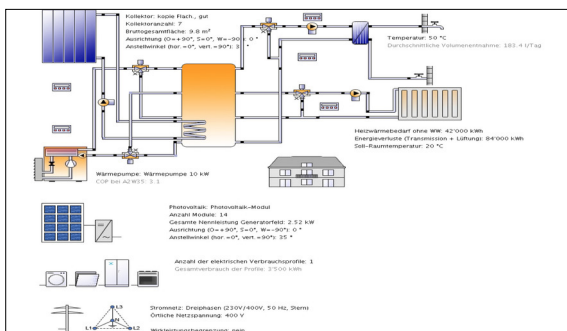 Kollektor: kopie Flach., gut
Kollektoranzahl: 7
Bruttogesamtfläche: 9.8 m²
Ausrichtung (O=+90°, S=0°, W=-90°): 0 °
Anstellwinkel (hor.=0°, vert.=90°): 3
Temperatur: 50 °C
Durchschnittliche Volumenentnahme: 182.4 l/Tag
Heizwärmebedarf ohne WW: 42'000 kWh
Energieverluste (Transmission + Lüftung): 84'000 kWh
Soll-Raumtemperatur: 20 °C
Wärmepumpe: Wärmepumpe 10 kW
COP bei A2W35: 3.1
Photovoltaik: Photovoltaik-Modul
Anzahl Module: 14
Gesamte Nennleistung Generatorfeld: 2.52 kW
Ausrichtung (O=+90°, S=0°, W=-90°): 0 °
Anstellwinkel (hor.=0°, vert.=90°): 35 °
Anzahl der elektrischen Verbrauchsprofile: 1
Gesamtverbrauch der Profile: 3'500 kWh
L3
N
L1
L2
Stromnetz: Dreiphasen (230V/400V, 50 Hz, Stern)
Örtliche Netzspannung: 400 V
Wirkleistungsbegrenzung: nein